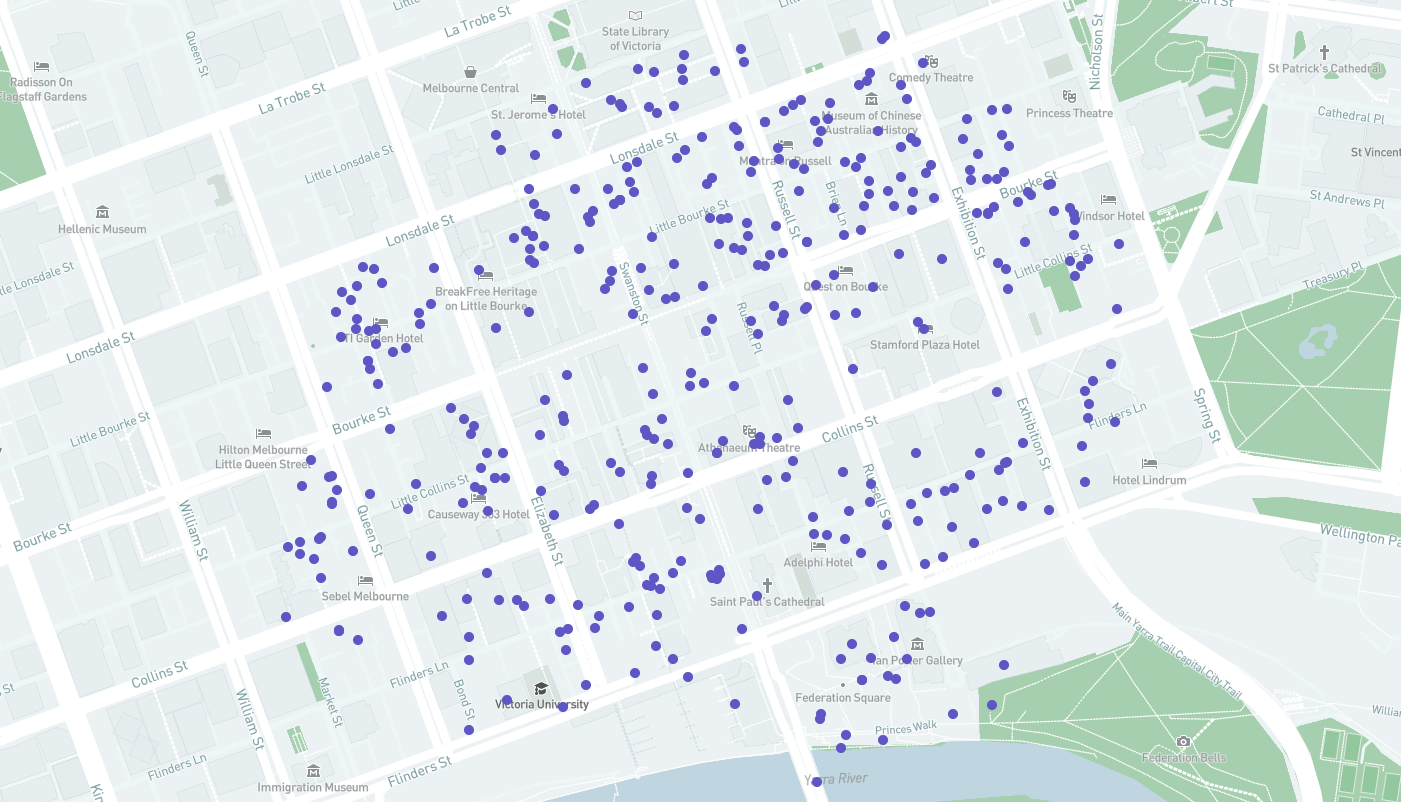 Little
La Trobe St
State Library
of Victoria
Little
Albert St
Queen St
Radisson On
Flagstaff Gardens
Melbourne Central
La Trobe St
St. Jerome's Hotel
Comedy Theatre
Nicholson St
St Patrick's Cathedral
Museum of Chinese
Australian History
Princess Theatre
Cathedral Pl
Lonsdale St
Little Lonsdale St
St Vincent
Bourke St
St Andrews Pl
Russell St
Brien Ln
Hellenic Museum
Lonsdale St
Little Bourke St
Exhibition St
Windsor Hotel
Little Collins St
Little Lonsdale St
BreakFree Heritage
on Little Bourke
Swanston St
Quest on Bourke
Treasury Pl
Russell Pl
TI Garden Hotel
Lonsdale St
Stamford Plaza Hotel
Bourke St
Little Bourke St
Collins St
Athenaeum Theatre
Exhibition St
Flinders Ln
Spring St
Hilton Melbourne
Little Queen Street
Little Collins St
Hotel Lindrum
Russell St
Causeway 353 Hotel
Elizabeth St
William St
Queen St
Bourke St
Wellington Pa
Adelphi Hotel
Sebel Melbourne
Saint Paul's Cathedral
Main Yarra Trail
Capital City Trail
Collins St
Flinders Ln
Ian Potter Gallery
St
Market St
Bond St
Victoria University
Federation Square
William St
Princes Walk
Willia
Flinders Ln
Flinders St
Federation Bells
Immigration Museum
Yarra River
Kin